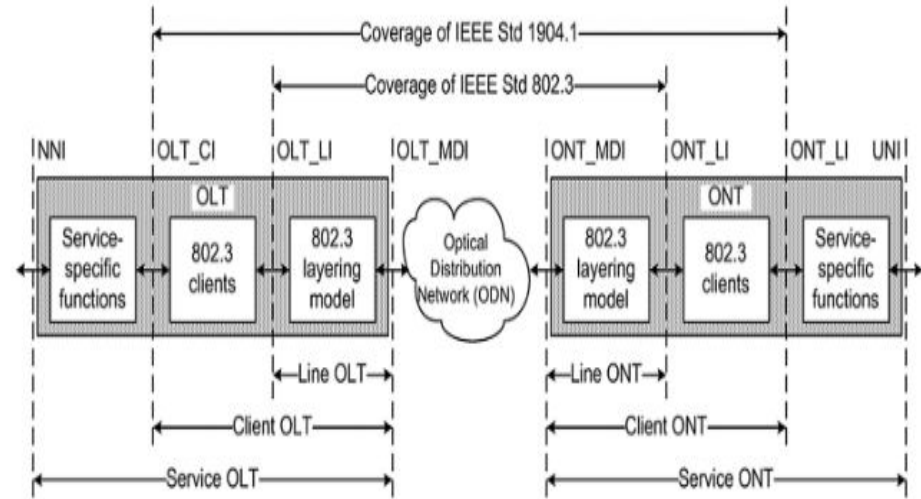 Coverage of IEEE Std 1904.1
Coverage of IEEE Std 802.3
NNI
OLT_CI
OLT_LI
OLT_MDI
ONT_MDI
ONT_LI
ONT_LI
UNI
OLT
ONT
Service-
specific
functions
802.3
clients
802.3
layering
model
Optical
Distribution
Network (ODN)
802.3
layering
model
802.3
clients
Service-
specific
functions
Line OLT
Line ONT
Client OLT
Client ONT
Service OLT
Service ONT